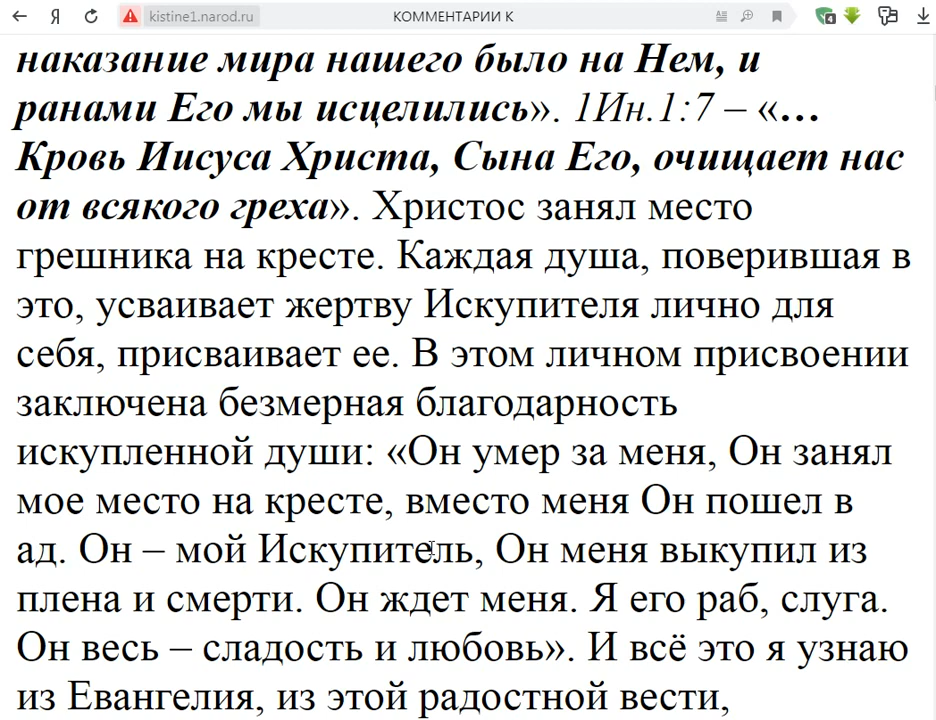 kistine1.narod.ru
КОММЕНТАРИИ К
4
наказание мира нашего было на Нем, и
ранами Его мы исцелились». 1Ин.1:7 – «…
Кровь Иисуса Христа, Сына Его, очищает нас
от всякого греха». Христос занял место
грешника на кресте. Каждая душа, поверившая в
это, усваивает жертву Искупителя лично для
себя, присваивает ее. В этом личном присвоении
заключена безмерная благодарность
искупленной души: «Он умер за меня, Он занял
мое место на кресте, вместо меня Он пошел в
ад. Он – мой Искупитель, Он меня выкупил из
плена и смерти. Он ждет меня. Я его раб, слуга.
Он весь – сладость и любовь». И всё это я узнаю
из Евангелия, из этой радостной вести,